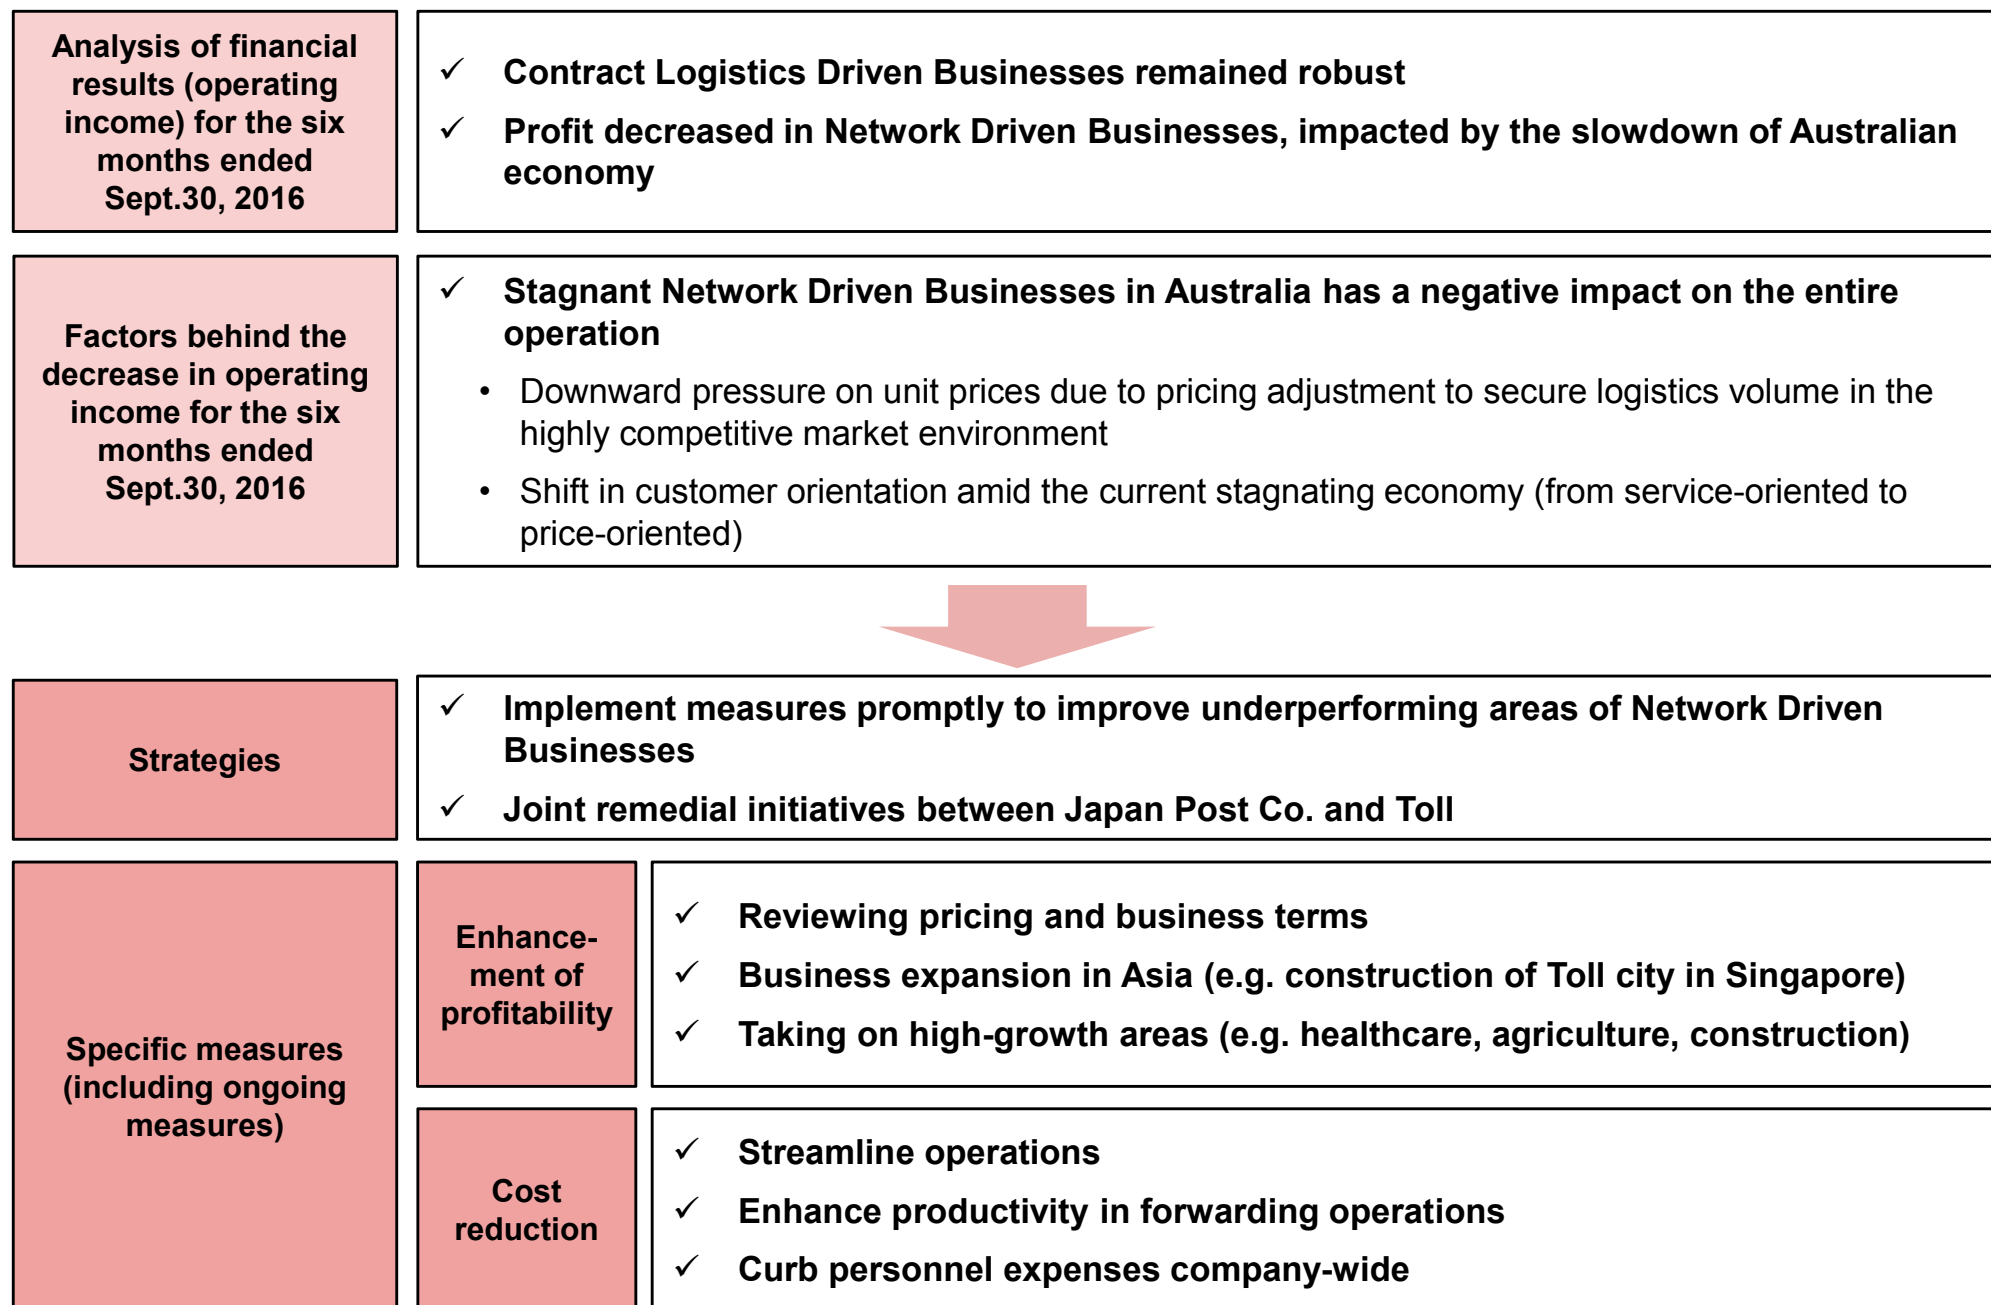 Analysis of financial
results (operating
income) for the six
months ended
Sept.30, 2016
✓ Contract Logistics Driven Businesses remained robust
✓ Profit decreased in Network Driven Businesses, impacted by the slowdown of Australian
economy
Factors behind the
decrease in operating
income for the six
months ended
Sept.30, 2016
✓ Stagnant Network Driven Businesses in Australia has a negative impact on the entire
operation
• Downward pressure on unit prices due to pricing adjustment to secure logistics volume in the
highly competitive market environment
• Shift in customer orientation amid the current stagnating economy (from service-oriented to
price-oriented)
Strategies
✓ Implement measures promptly to improve underperforming areas of Network Driven
Businesses
✓ Joint remedial initiatives between Japan Post Co. and Toll
Specific measures
(including ongoing
measures)
Enhance-
ment of
profitability
✓ Reviewing pricing and business terms
✓ Business expansion in Asia (e.g. construction of Toll city in Singapore)
✓ Taking on high-growth areas (e.g. healthcare, agriculture, construction)
Cost
reduction
✓ Streamline operations
✓ Enhance productivity in forwarding operations
✓ Curb personnel expenses company-wide